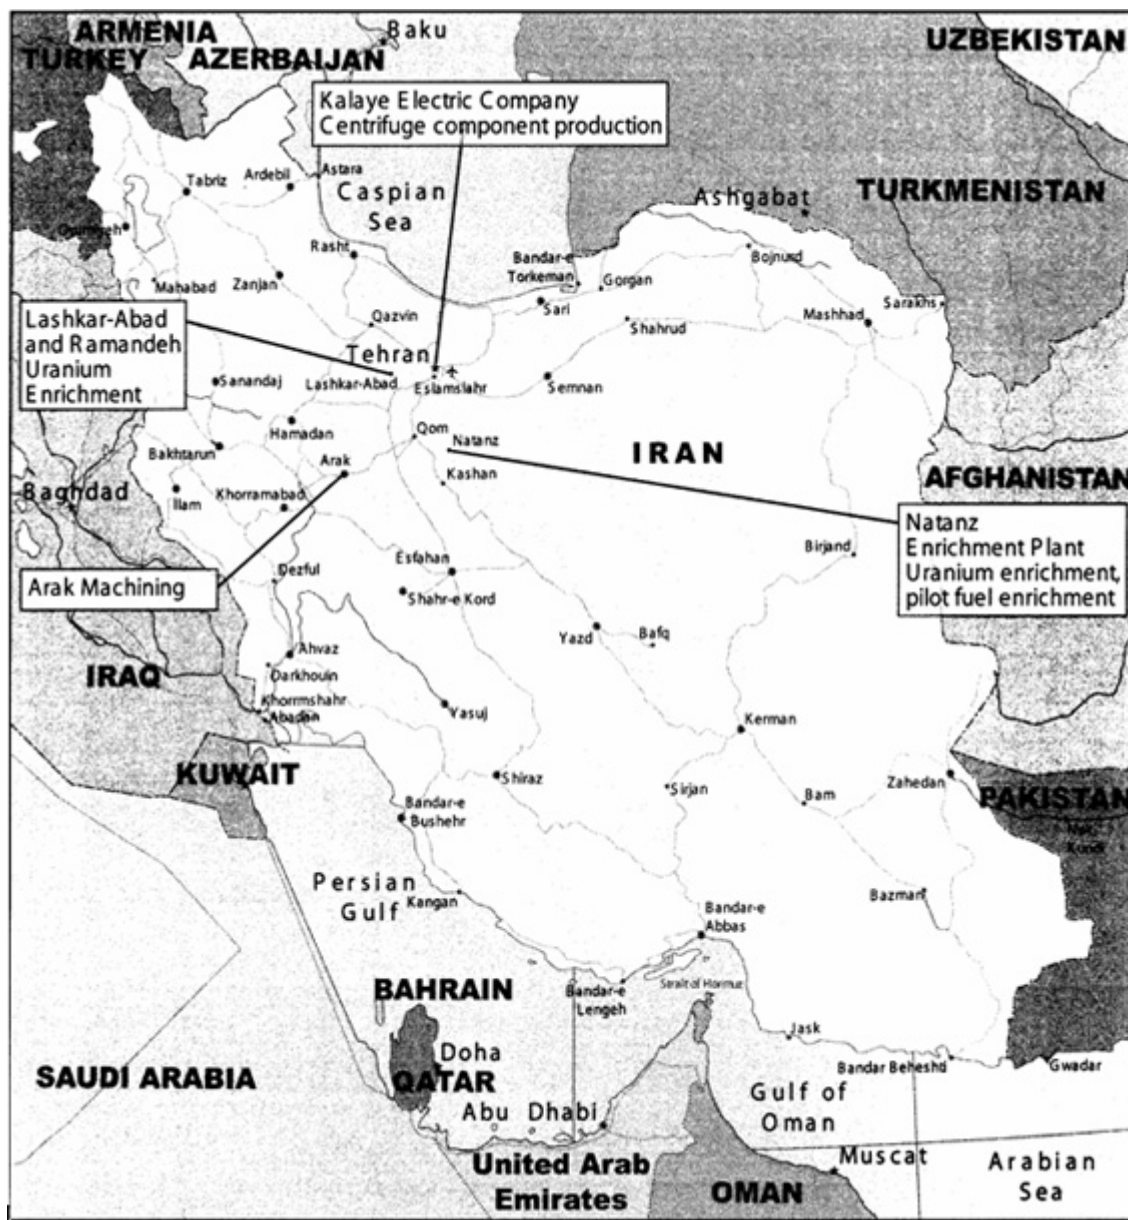 ARMENIA
TURKEY
AZERBAIJAN
Baku
UZBEKISTAN
Kalaye Electric Company
Centrifuge component production
Tabriz
Ardebil
Astara
Caspian
Sea
Ashgabat
TURKMENISTAN
Rasht
Bandar-e
Torkeman
Gorgan
Bojnurd
Mahabad
Zanjan
Sari
Sarakhs
Lashkar-Abad
and Ramandeh
Uranium
Enrichment
Qazvin
Shahrud
Mashhad
Tehran
Lashkar-Abad
Eslamslahr
Semnan
Sanandaj
Hamadan
Qom
Natanz
IRAN
Bakhtarun
Arak
Kashan
AFGHANISTAN
Baghdad
Illam
Khorramabad
Natanz
Enrichment Plant
Uranium enrichment,
pilot fuel enrichment
Birjand
Arak Machining
Dezful
Esfahan
Shahr-e Kord
Yazd
Bafq
IRAQ
Ahvaz
Darkhouin
Khorrmshahr
Abadan
Yasuj
Kerman
KUWAIT
Shiraz
Sirjan
Bam
Zahedan
PAKISTAN
Bandar-e
Bushehr
Persian
Gulf
Kangan
Bazman
Bandar-e
Abbas
BAHRAIN
Bandar-e
Lengeh
Strait of Hormuz
Jask
Doha
QATAR
SAUDI ARABIA
Bandar Beheshti
Gwadar
Abu Dhabi
Gulf of
Oman
United Arab
Emirates
OMAN
Muscat
Arabian
Sea